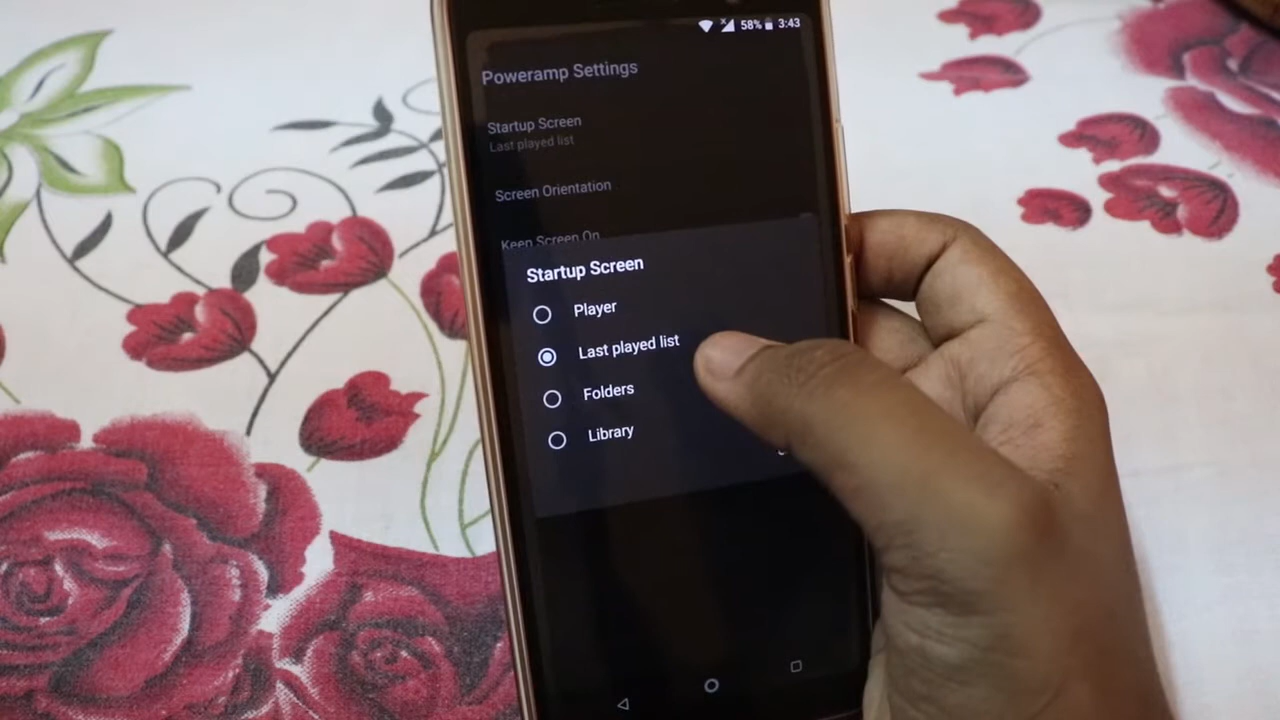 58% 3:43
Poweramp Settings
Startup Screen
Last played list
Screen Orientation
Keep Screen On
Startup Screen
Player
Last played list
Folders
Library